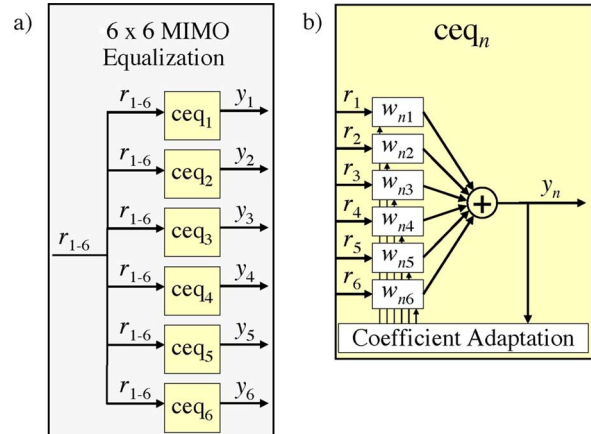 a)
6 x 6 MIMO
Equalization
r1-6
r1-6 ceq1 y1
r1-6 ceq2 y2
r1-6 ceq3 y3
r1-6 ceq4 y4
r1-6 ceq5 y5
r1-6 ceq6 y6
b)
ceqn
r1 wn1
r2 wn2
r3 wn3
r4 wn4
r5 wn5
r6 wn6
+
yn
Coefficient Adaptation